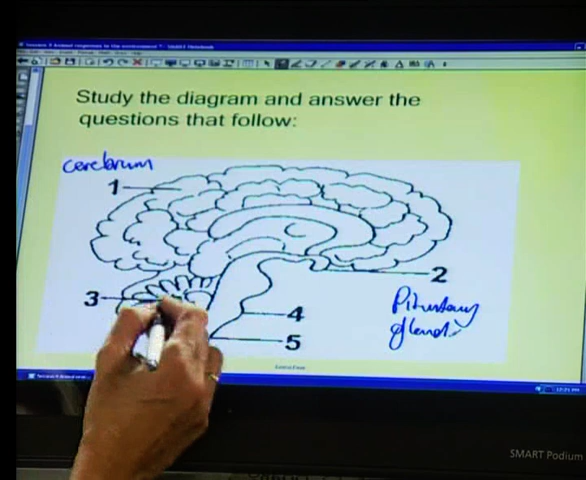 Study the diagram and answer the
questions that follow:
cerebrum
1
2
3
Pituitary
gland
4
5
SMART Podium